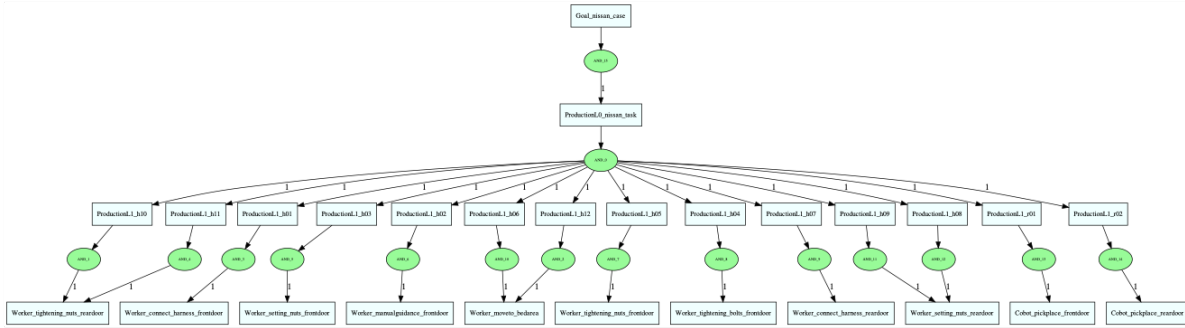 Goal_nissan_case
1
ProductionL0_nissan_task
1 1 1 1 1 1 1 1 1 1 1 1 1 1
ProductionL1_h10 ProductionL1_h11 ProductionL1_h01 ProductionL1_h03 ProductionL1_h02 ProductionL1_h06 ProductionL1_h12 ProductionL1_h05 ProductionL1_h04 ProductionL1_h07 ProductionL1_h09 ProductionL1_h08 ProductionL1_r01 ProductionL1_r02
1 1 1 1 1 1 1 1 1 1 1 1 1 1
Worker_tightening_nuts_reardoor Worker_connect_harness_frontdoor Worker_setting_nuts_frontdoor Worker_manualguidance_frontdoor Worker_moveto_bedarea Worker_tightening_nuts_frontdoor Worker_tightening_bolts_frontdoor Worker_connect_harness_reardoor Worker_setting_nuts_reardoor Cobot_pickplace_frontdoor Cobot_pickplace_reardoor